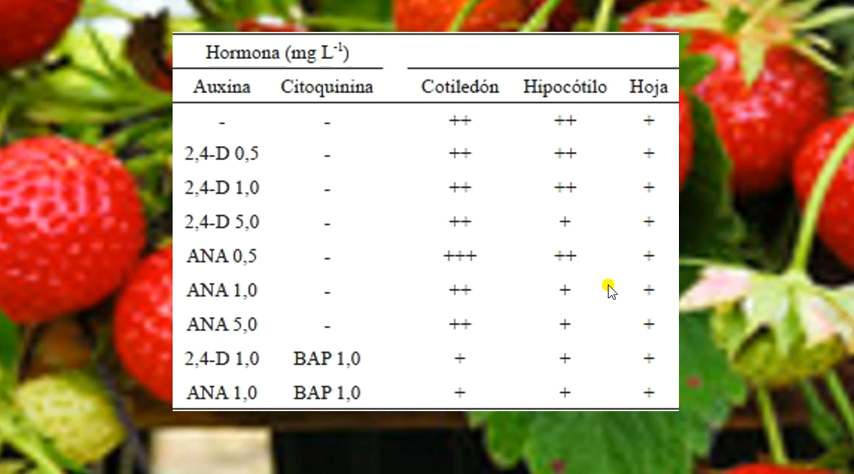 Hormona (mg L⁻¹)
Auxina Citoquinina Cotiledón Hipocótilo Hoja
- - ++ ++ +
2,4-D 0,5 - ++ ++ +
2,4-D 1,0 - ++ ++ +
2,4-D 5,0 - ++ + +
ANA 0,5 - +++ ++ +
ANA 1,0 - ++ + +
ANA 5,0 - ++ + +
2,4-D 1,0 BAP 1,0 + + +
ANA 1,0 BAP 1,0 + + +